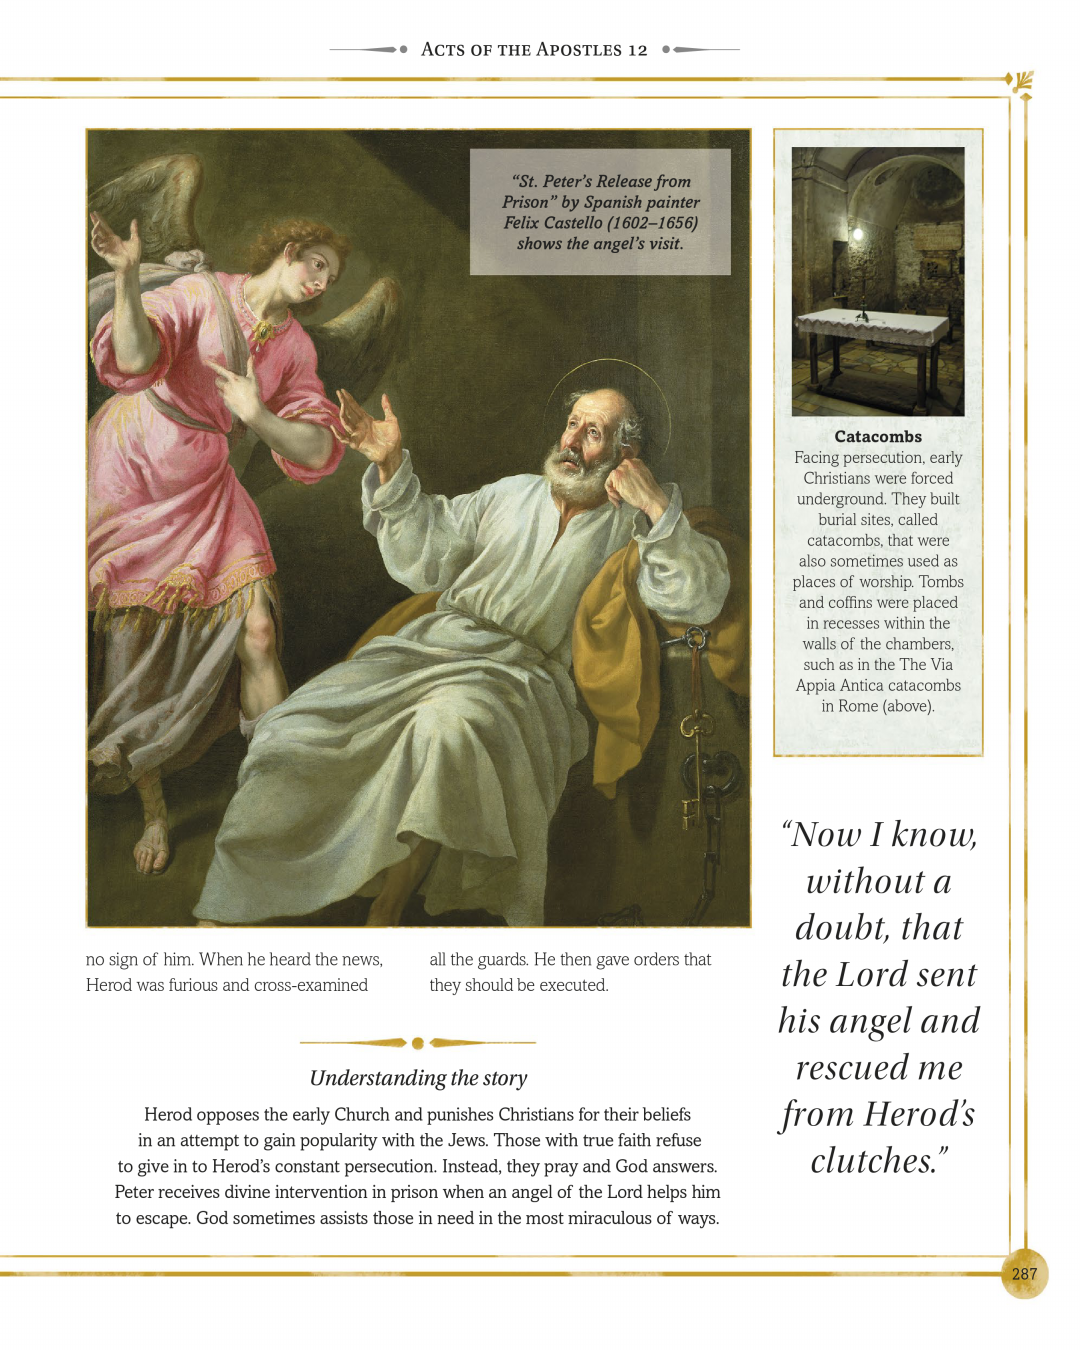 ACTS OF THE APOSTLES 12
“St. Peter’s Release from
Prison” by Spanish painter
Felix Castello (1602–1656)
shows the angel’s visit.
Catacombs
Facing persecution, early
Christians were forced
underground. They built
burial sites, called
catacombs, that were
also sometimes used as
places of worship. Tombs
and coffins were placed
in recesses within the
walls of the chambers,
such as in the The Via
Appia Antica catacombs
in Rome (above).
no sign of him. When he heard the news,
Herod was furious and cross-examined
all the guards. He then gave orders that
they should be executed.
“Now I know,
without a
doubt, that
the Lord sent
his angel and
rescued me
from Herod’s
clutches.”
Understanding the story
Herod opposes the early Church and punishes Christians for their beliefs
in an attempt to gain popularity with the Jews. Those with true faith refuse
to give in to Herod’s constant persecution. Instead, they pray and God answers.
Peter receives divine intervention in prison when an angel of the Lord helps him
to escape. God sometimes assists those in need in the most miraculous of ways.
287